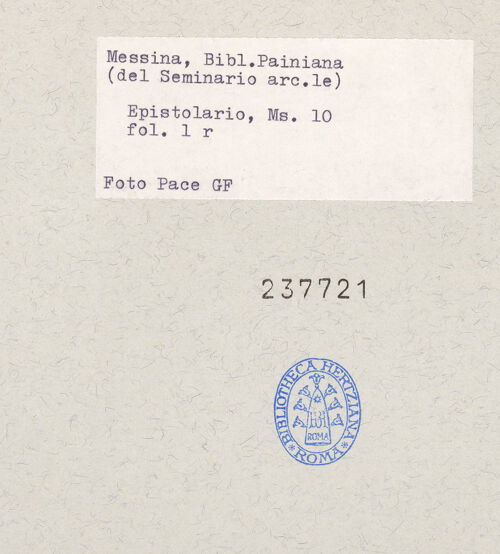 Messina, Bibl.Painiana
(del Seminario arc.le)
Epistolario, Ms. 10
fol. 1 r
Foto Pace GF
237721
BIBLIOTHECA HERTZIANA
ROMA
ROMA